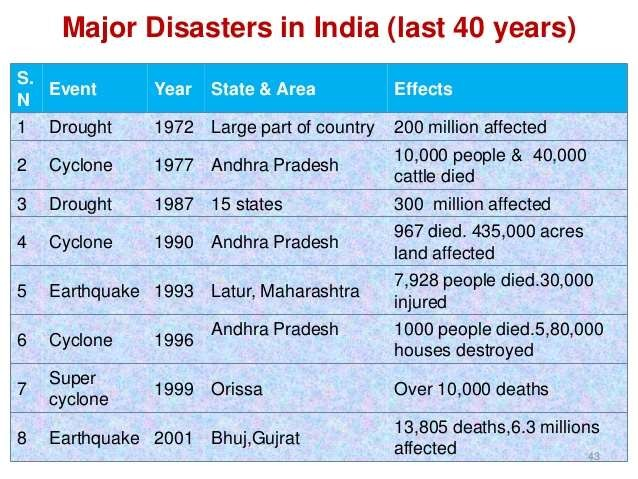 Major Disasters in India (last 40 years)
S. N Event Year State & Area Effects
1 Drought 1972 Large part of country 200 million affected
2 Cyclone 1977 Andhra Pradesh 10,000 people & 40,000
cattle died
3 Drought 1987 15 states 300 million affected
4 Cyclone 1990 Andhra Pradesh 967 died. 435,000 acres
land affected
5 Earthquake 1993 Latur, Maharashtra 7,928 people died.30,000
injured
6 Cyclone 1996 Andhra Pradesh 1000 people died.5,80,000
houses destroyed
7 Super
cyclone 1999 Orissa Over 10,000 deaths
8 Earthquake 2001 Bhuj,Gujrat 13,805 deaths,6.3 millions
affected
43